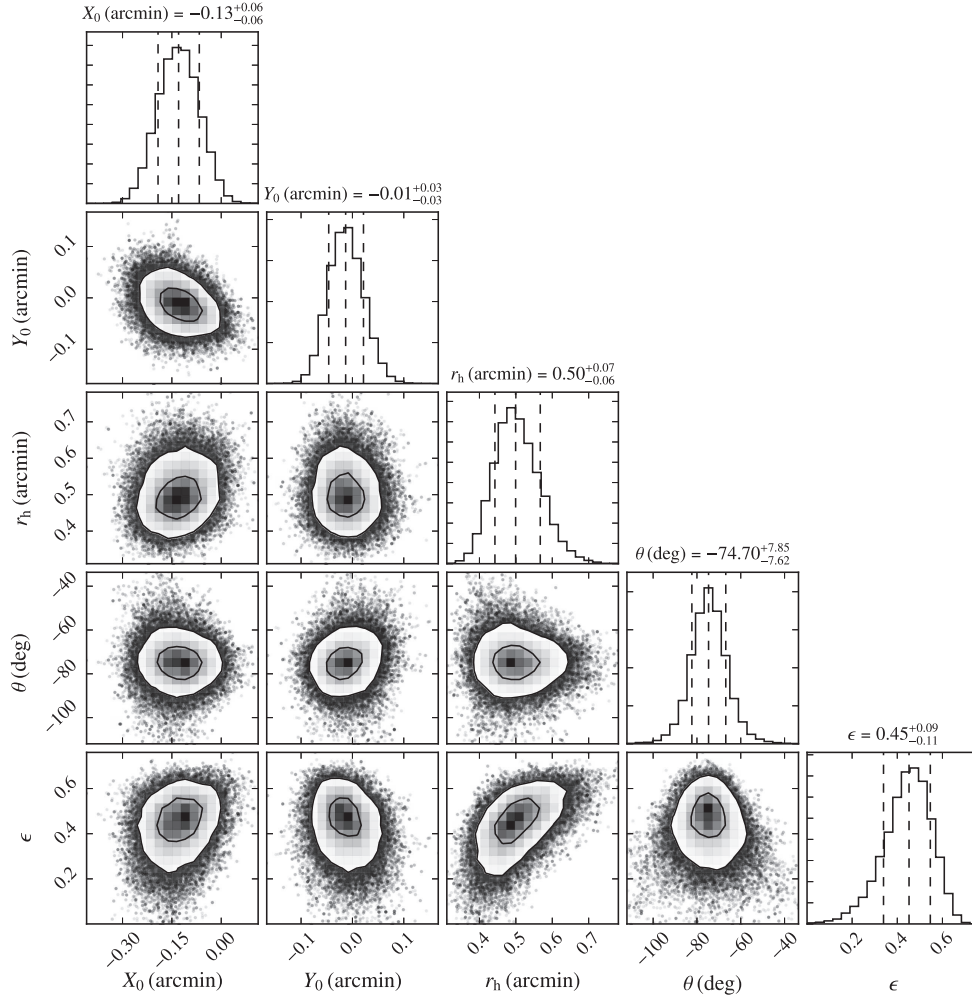 X₀ (arcmin) = −0.13 +0.06 −0.06
Y₀ (arcmin) = −0.01 +0.03 −0.03
0.1
0.0
−0.1
Y₀ (arcmin)
r_h (arcmin) = 0.50 +0.07 −0.06
0.7
0.6
0.5
0.4
r_h (arcmin)
θ (deg) = −74.70 +7.85 −7.62
−40
−60
−80
−100
θ (deg)
ϵ = 0.45 +0.09 −0.11
0.6
0.4
0.2
ϵ
−0.30 −0.15 0.00 −0.1 0.0 0.1 0.4 0.5 0.6 0.7 −100 −80 −60 −40 0.2 0.4 0.6
X₀ (arcmin) Y₀ (arcmin) r_h (arcmin) θ (deg) ϵ